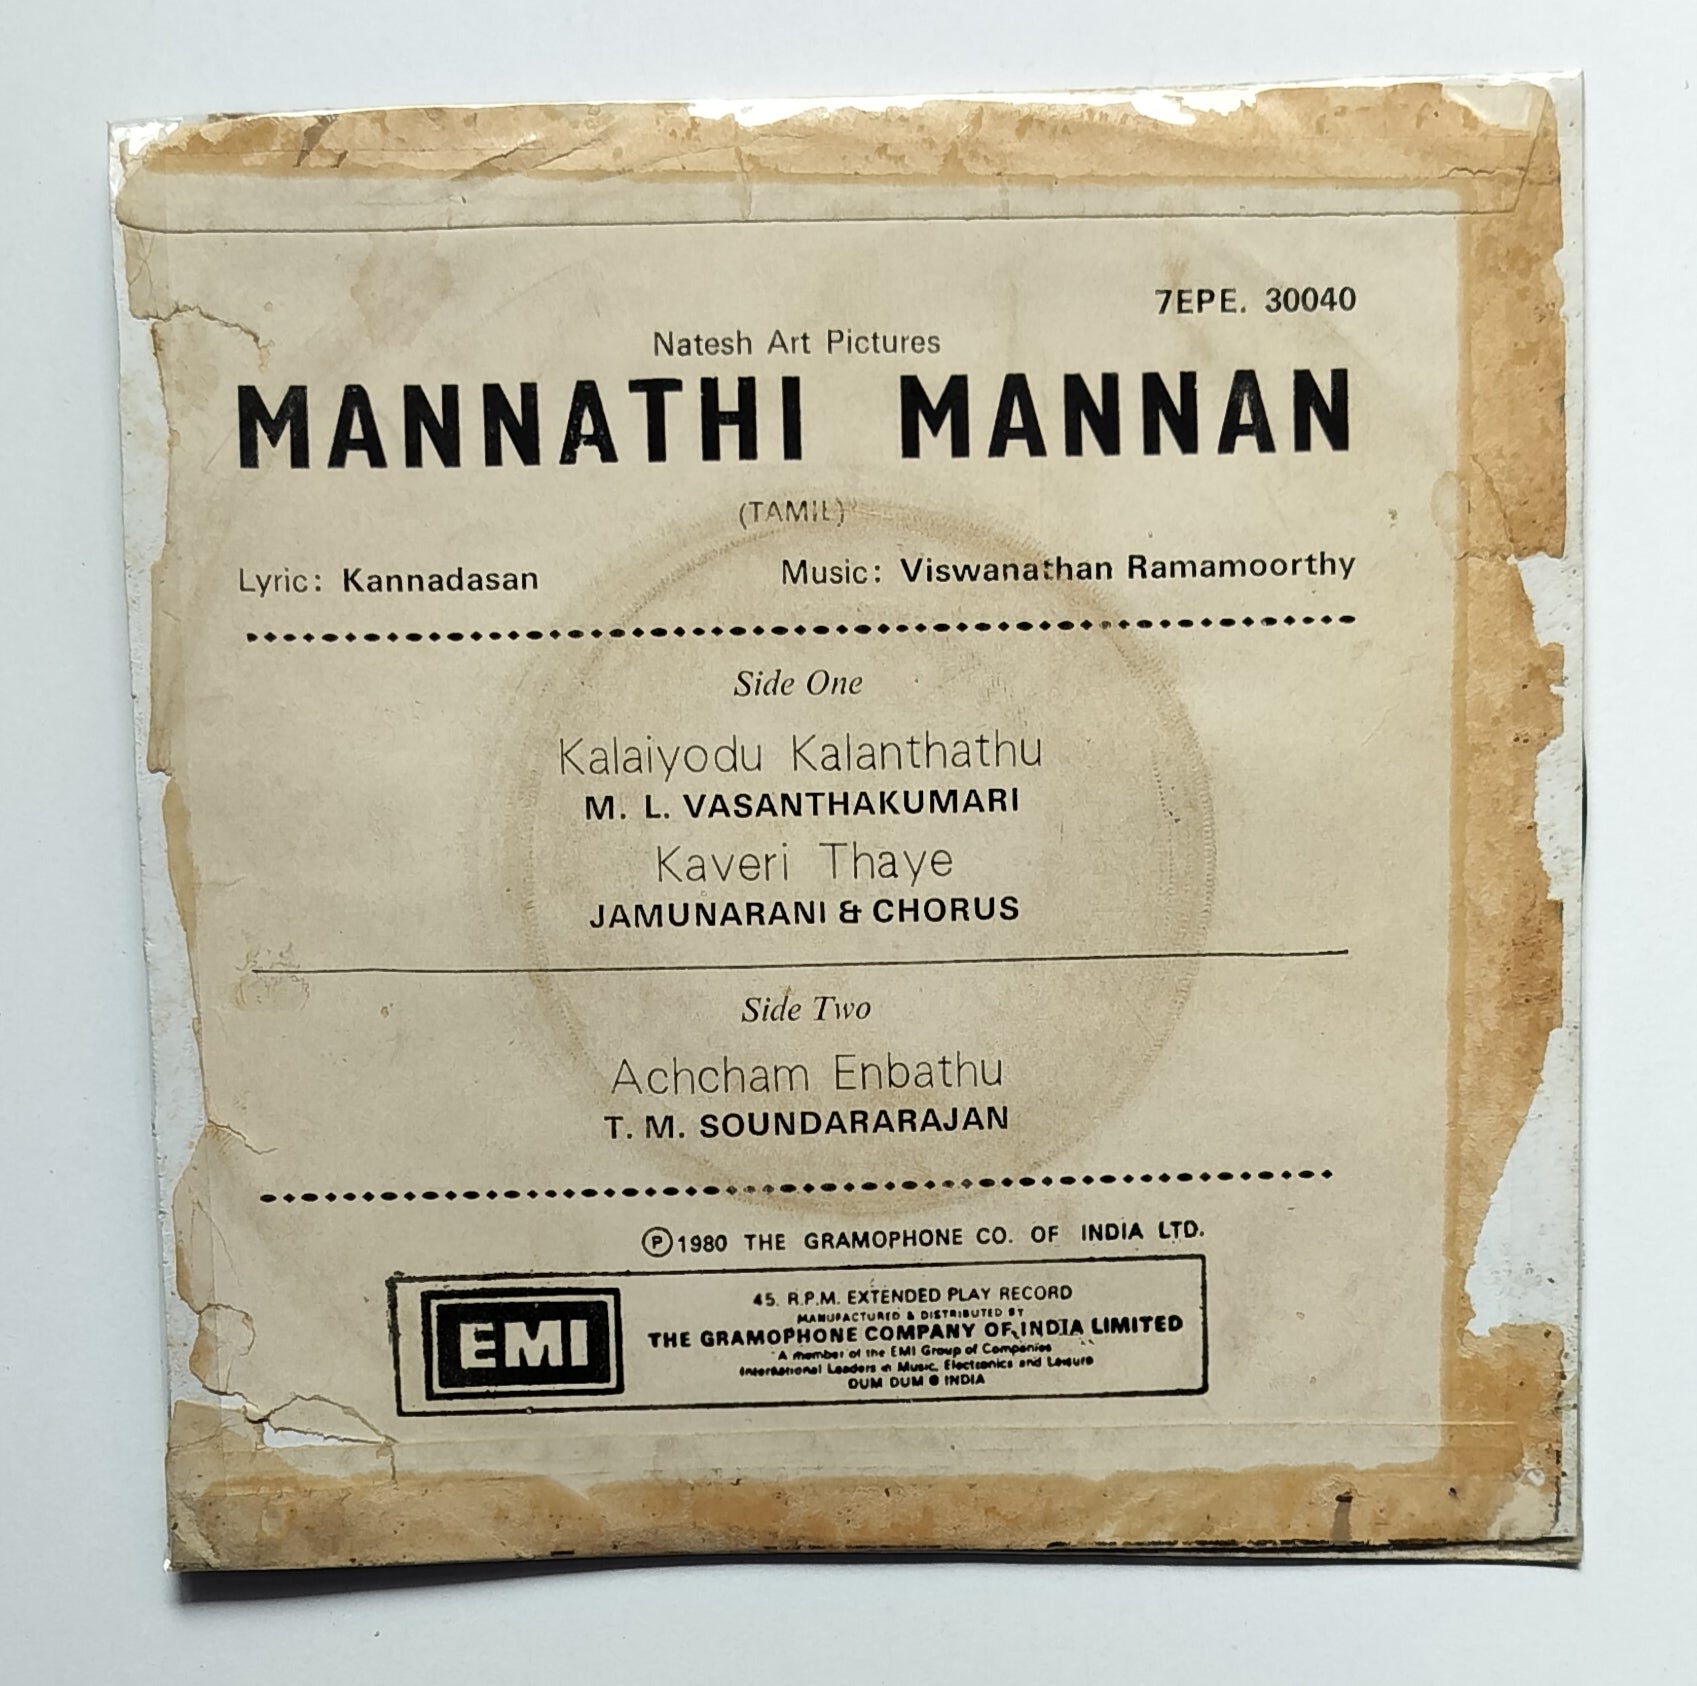 7EPE. 30040
Natesh Art Pictures
MANNATHI MANNAN
(TAMIL)
Lyric: Kannadasan Music: Viswanathan Ramamoorthy
Side One
Kalaiyodu Kalanthathu
M. L. VASANTHAKUMARI
Kaveri Thaye
JAMUNARANI & CHORUS
Side Two
Achcham Enbathu
T. M. SOUNDARARAJAN
Ⓟ1980 THE GRAMOPHONE CO. OF INDIA LTD.
EMI
45. R.P.M. EXTENDED PLAY RECORD
MANUFACTURED & DISTRIBUTED BY
THE GRAMOPHONE COMPANY OF INDIA LIMITED
A member of the EMI Group of Companies
International Leaders in Music, Electronics and Leisure
DUM DUM ● INDIA